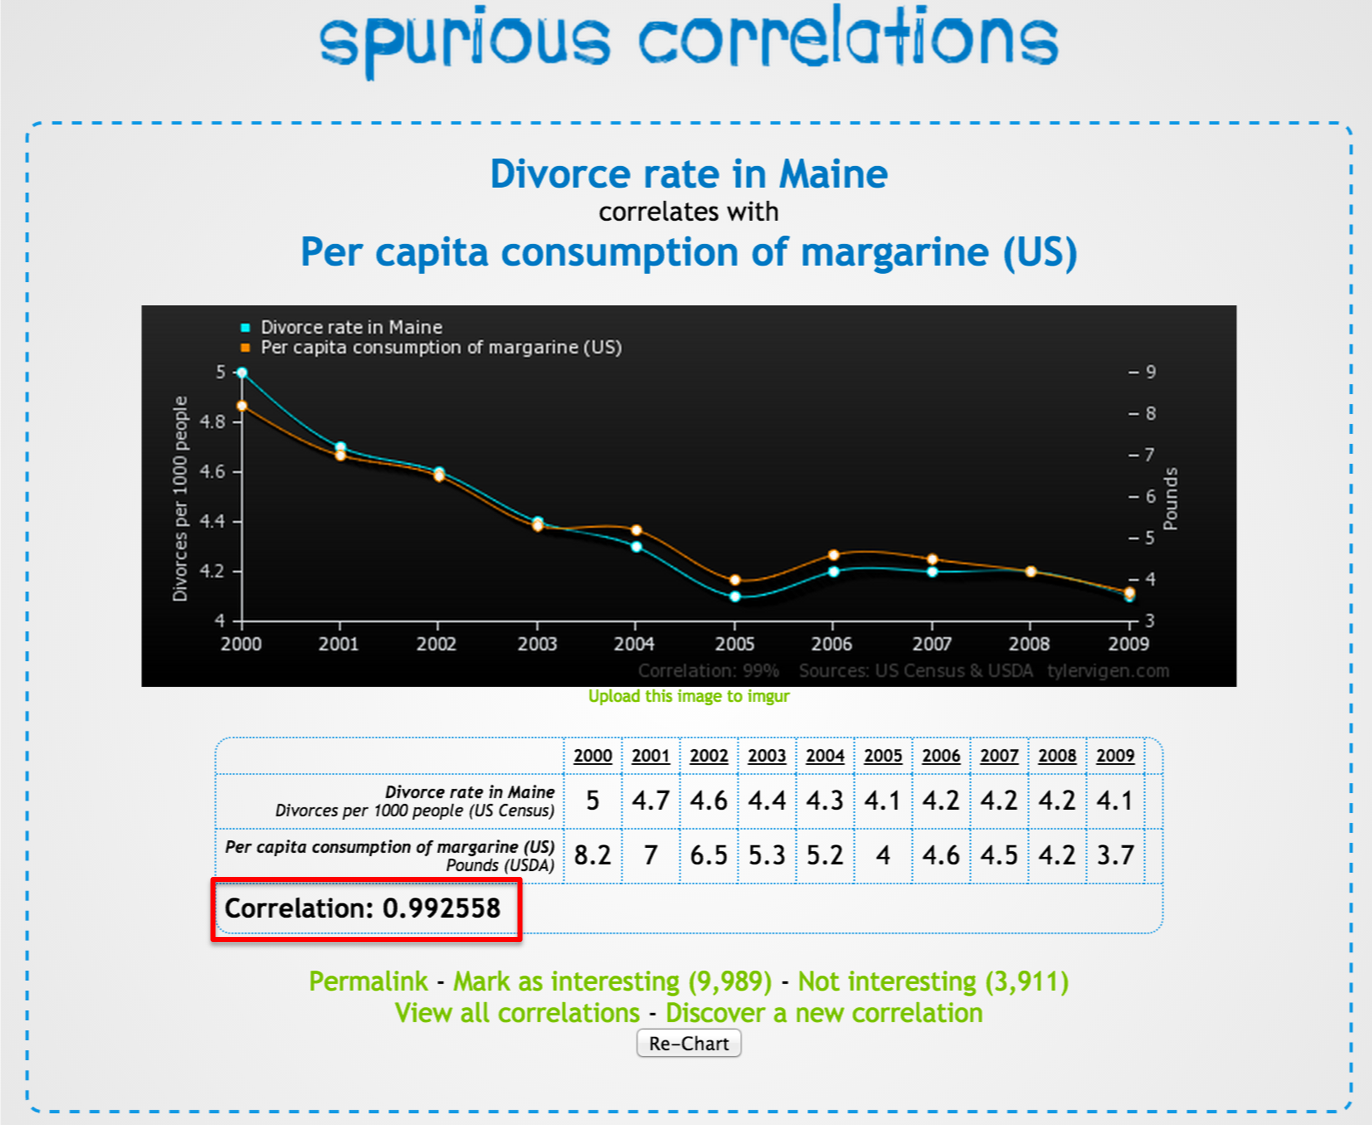 spurious correlations
Divorce rate in Maine
correlates with
Per capita consumption of margarine (US)
Divorce rate in Maine
Per capita consumption of margarine (US)
Divorces per 1000 people
5
4.8
4.6
4.4
4.2
4
9
8
7
6
5
4
3
Pounds
2000 2001 2002 2003 2004 2005 2006 2007 2008 2009
Correlation: 99% Sources: US Census & USDA tylervigen.com
Upload this image to imgur
2000 2001 2002 2003 2004 2005 2006 2007 2008 2009
Divorce rate in Maine
Divorces per 1000 people (US Census)
5 4.7 4.6 4.4 4.3 4.1 4.2 4.2 4.2 4.1
Per capita consumption of margarine (US)
Pounds (USDA)
8.2 7 6.5 5.3 5.2 4 4.6 4.5 4.2 3.7
Correlation: 0.992558
Permalink - Mark as interesting (9,989) - Not interesting (3,911)
View all correlations - Discover a new correlation
Re-Chart